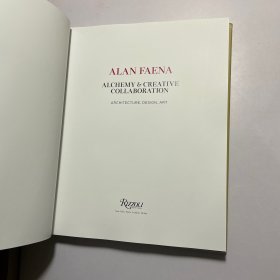 ALAN FAENA
ALCHEMY & CREATIVE
COLLABORATION
ARCHITECTURE, DESIGN, ART
RIZZOLI